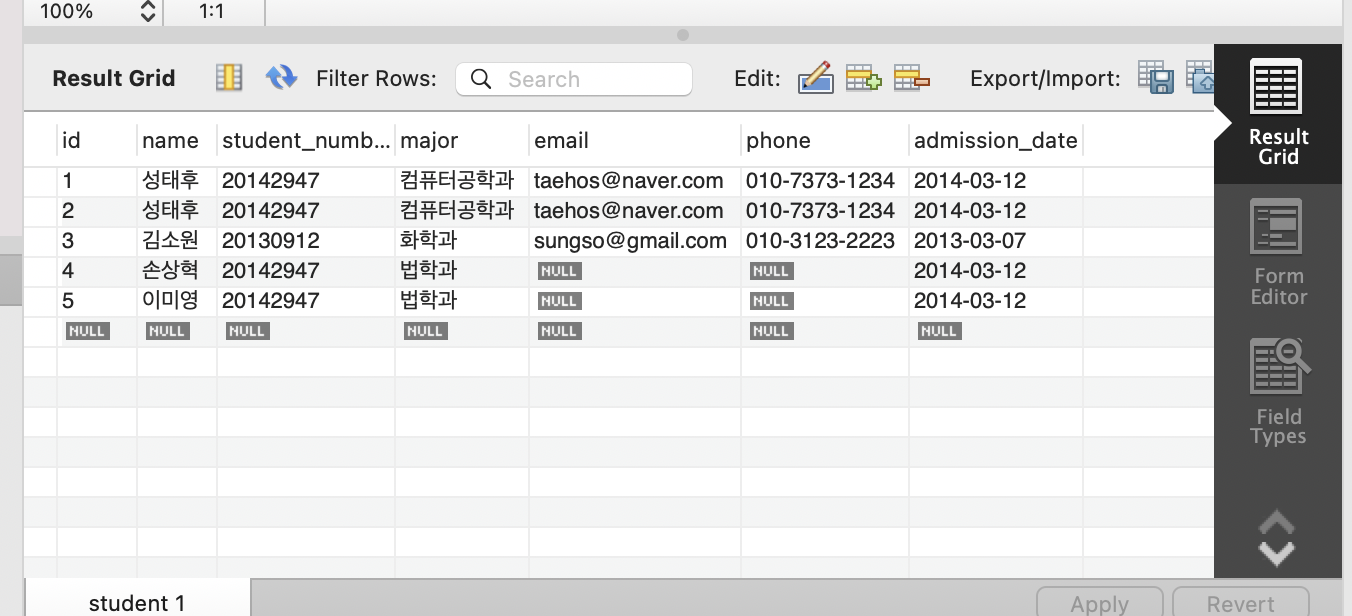 100% 1:1
Result Grid Filter Rows: Search Edit: Export/Import:
id name student_numb... major email phone admission_date
1 성태후 20142947 컴퓨터공학과 taehos@naver.com 010-7373-1234 2014-03-12
2 성태후 20142947 컴퓨터공학과 taehos@naver.com 010-7373-1234 2014-03-12
3 김소원 20130912 화학과 sungso@gmail.com 010-3123-2223 2013-03-07
4 손상혁 20142947 법학과 NULL NULL 2014-03-12
5 이미영 20142947 법학과 NULL NULL 2014-03-12
NULL NULL NULL NULL NULL NULL NULL
Result
Grid
Form
Editor
Field
Types
student 1 Apply Revert